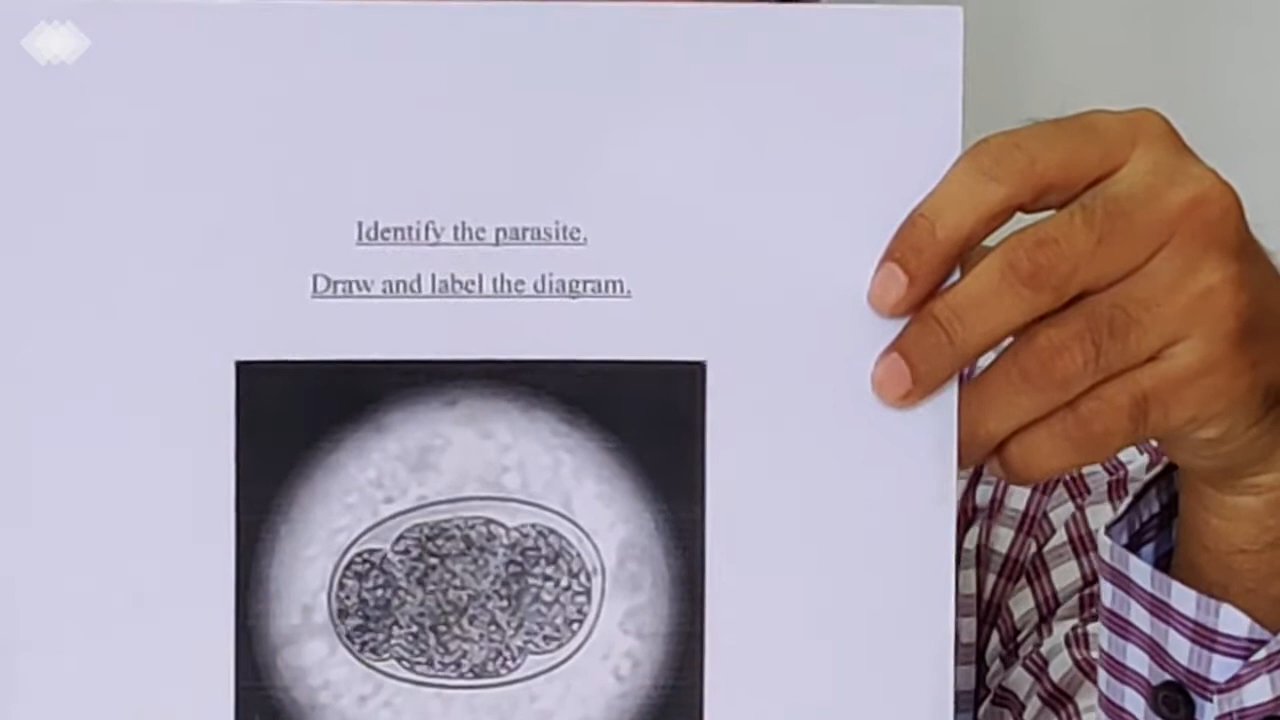 Identify the parasite.
Draw and label the diagram.